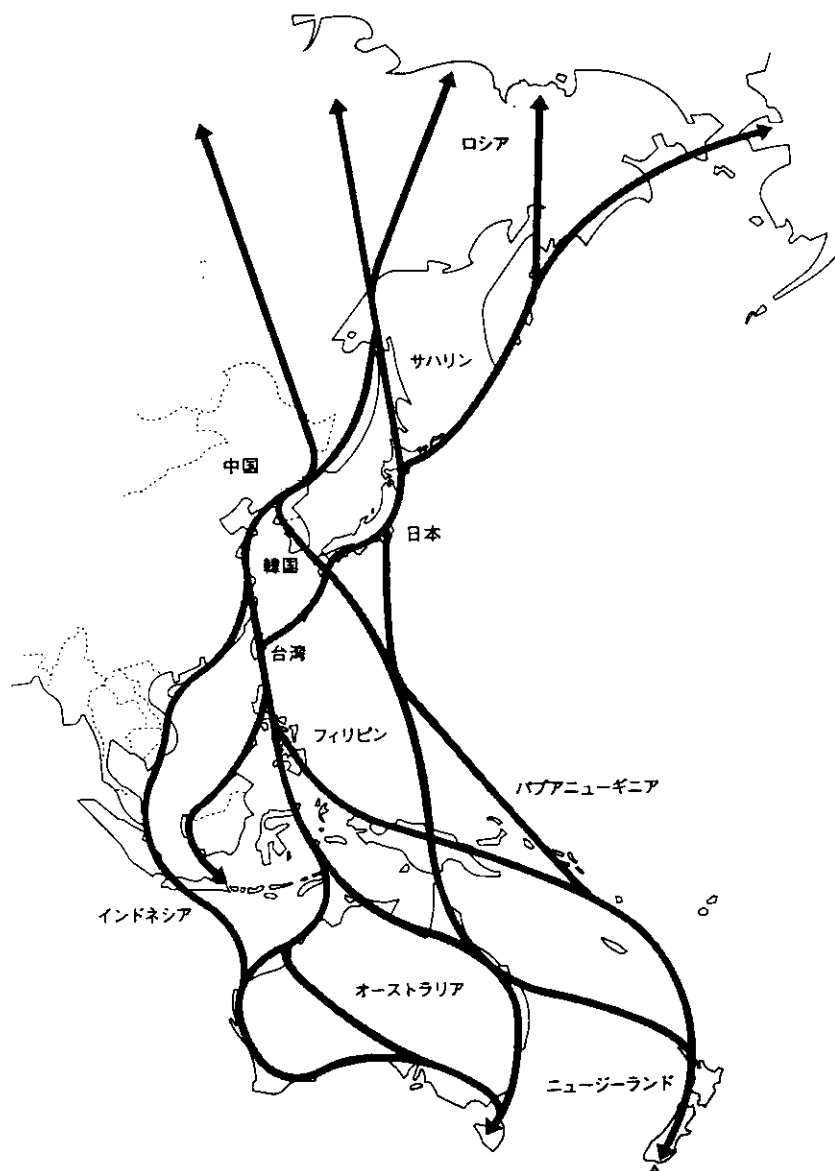 ロシア
サハリン
中国
日本
韓国
台湾
フィリピン
パプアニューギニア
インドネシア
オーストラリア
ニュージーランド